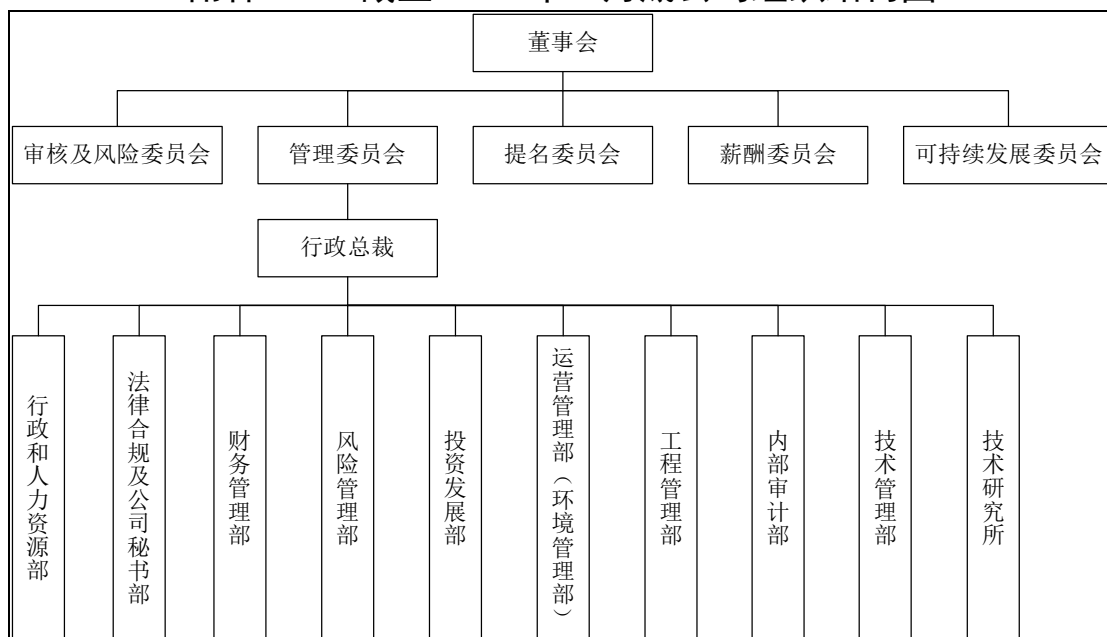 董事会
审核及风险委员会
管理委员会
提名委员会
薪酬委员会
可持续发展委员会
行政总裁
行政和人力资源部
法律合规及公司秘书部
财务管理部
风险管理部
投资发展部
运营管理部（环境管理部）
工程管理部
内部审计部
技术管理部
技术研究所